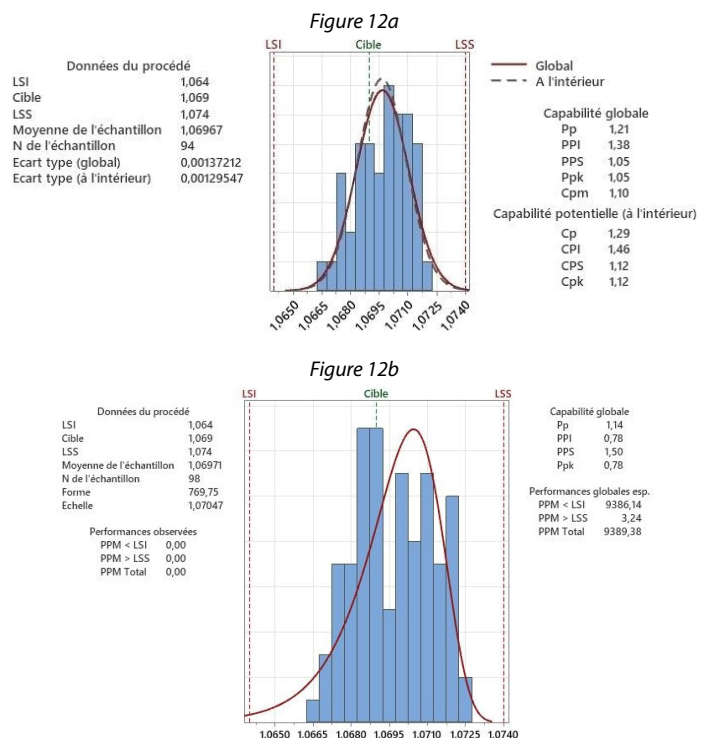 Figure 12a
LSI Cible LSS
Données du procédé
LSI 1,064
Cible 1,069
LSS 1,074
Moyenne de l'échantillon 1,06967
N de l'échantillon 94
Ecart type (global) 0,00137212
Ecart type (à l'intérieur) 0,00129547
Global
A l'intérieur
Capabilité globale
Pp 1,21
PPI 1,38
PPS 1,05
Ppk 1,05
Cpm 1,10
Capabilité potentielle (à l'intérieur)
Cp 1,29
CPI 1,46
CPS 1,12
Cpk 1,12
1,0650 1,0665 1,0680 1,0695 1,0710 1,0725 1,0740
Figure 12b
LSI Cible LSS
Données du procédé
LSI 1,064
Cible 1,069
LSS 1,074
Moyenne de l'échantillon 1,06971
N de l'échantillon 98
Forme 769,75
Echelle 1,07047
Performances observées
PPM < LSI 0,00
PPM > LSS 0,00
PPM Total 0,00
Capabilité globale
Pp 1,14
PPI 0,78
PPS 1,50
Ppk 0,78
Performances globales esp.
PPM < LSI 9386,14
PPM > LSS 3,24
PPM Total 9389,38
1,0650 1,0665 1,0680 1,0695 1,0710 1,0725 1,0740